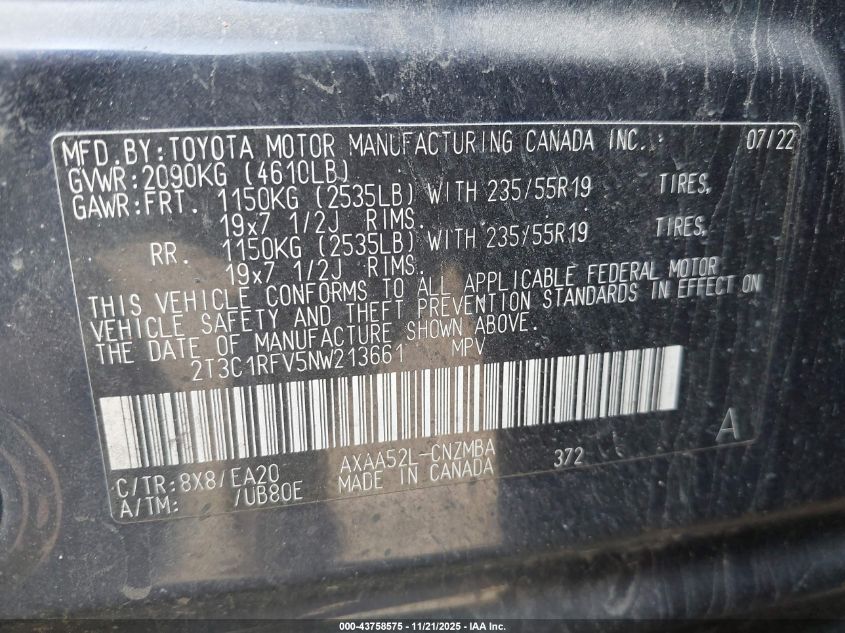 MFD.BY:TOYOTA MOTOR MANUFACTURING CANADA INC.: 07/22
GVWR:2090KG (4610LB)
GAWR:FRT. 1150KG (2535LB) WITH 235/55R19 TIRES,
19x7 1/2J RIMS.
RR. 1150KG (2535LB) WITH 235/55R19 TIRES,
19x7 1/2J RIMS.
THIS VEHICLE CONFORMS TO ALL APPLICABLE FEDERAL MOTOR
VEHICLE SAFETY AND THEFT PREVENTION STANDARDS IN EFFECT ON
THE DATE OF MANUFACTURE SHOWN ABOVE.
2T3C1RFV5NW213661 MPV
A
C/TR:8X8/EA20 AXAA52L-CNZMBA 372
A/TM: /UB80E MADE IN CANADA
000-43758575 - 11/21/2025 - IAA Inc.